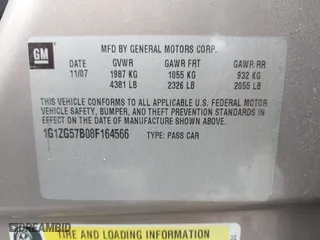 GM
MFD BY GENERAL MOTORS CORP.
DATE GVWR GAWR FRT GAWR RR
11/07 1987 KG 1055 KG 932 KG
4381 LB 2326 LB 2055 LB
THIS VEHICLE CONFORMS TO ALL APPLICABLE U.S. FEDERAL MOTOR
VEHICLE SAFETY, BUMPER, AND THEFT PREVENTION STANDARDS IN
EFFECT ON THE DATE OF MANUFACTURE SHOWN ABOVE.
1G1ZG57B08F164566 TYPE: PASS CAR
TIRE AND LOADING INFORMATION
DREAMBID